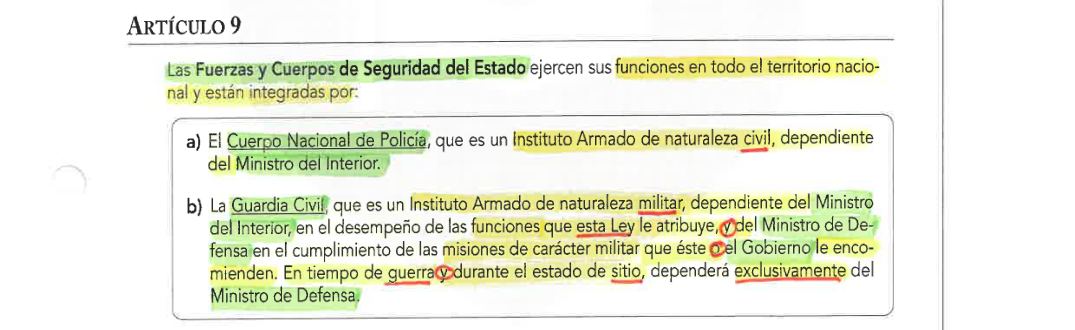 ARTÍCULO 9
Las Fuerzas y Cuerpos de Seguridad del Estado ejercen sus funciones en todo el territorio nacio-
nal y están integradas por:
a) El Cuerpo Nacional de Policía, que es un Instituto Armado de naturaleza civil, dependiente
del Ministro del Interior.
b) La Guardia Civil, que es un Instituto Armado de naturaleza militar, dependiente del Ministro
del Interior, en el desempeño de las funciones que esta Ley le atribuye, y del Ministro de De-
fensa en el cumplimiento de las misiones de carácter militar que éste o el Gobierno le enco-
mienden. En tiempo de guerra y durante el estado de sitio, dependerá exclusivamente del
Ministro de Defensa.